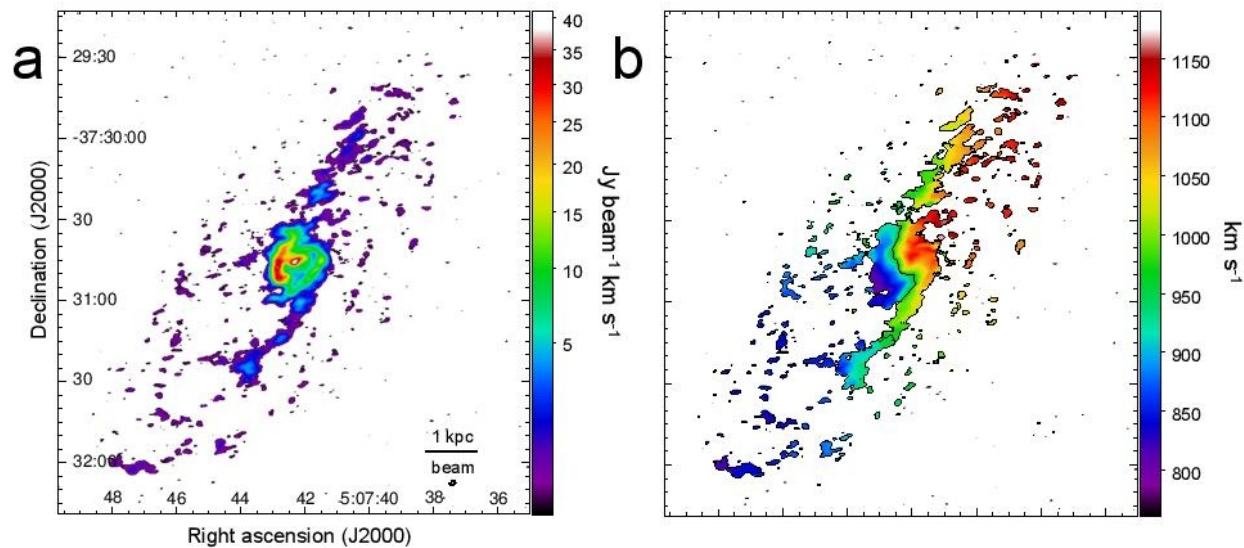 a
29:30
-37:30:00
30
31:00
30
32:00
Declination (J2000)
48 46 44 42 5:07:40 38 36
Right ascension (J2000)
1 kpc
beam
40
35
30
25
20
15
10
5
Jy beam⁻¹ km s⁻¹
b
1150
1100
1050
1000
950
900
850
800
km s⁻¹